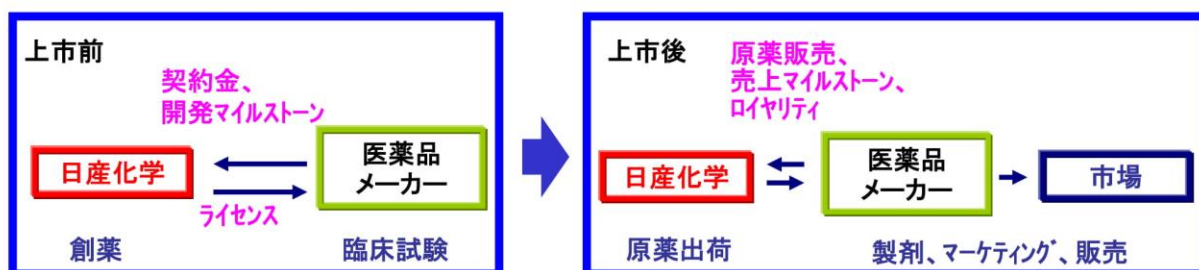 上市前
契約金、
開発マイルストーン
日産化学
医薬品
メーカー
ライセンス
創薬
臨床試験
上市後
原薬販売、
売上マイルストーン、
ロイヤリティ
日産化学
医薬品
メーカー
市場
原薬出荷
製剤、マーケティング、販売